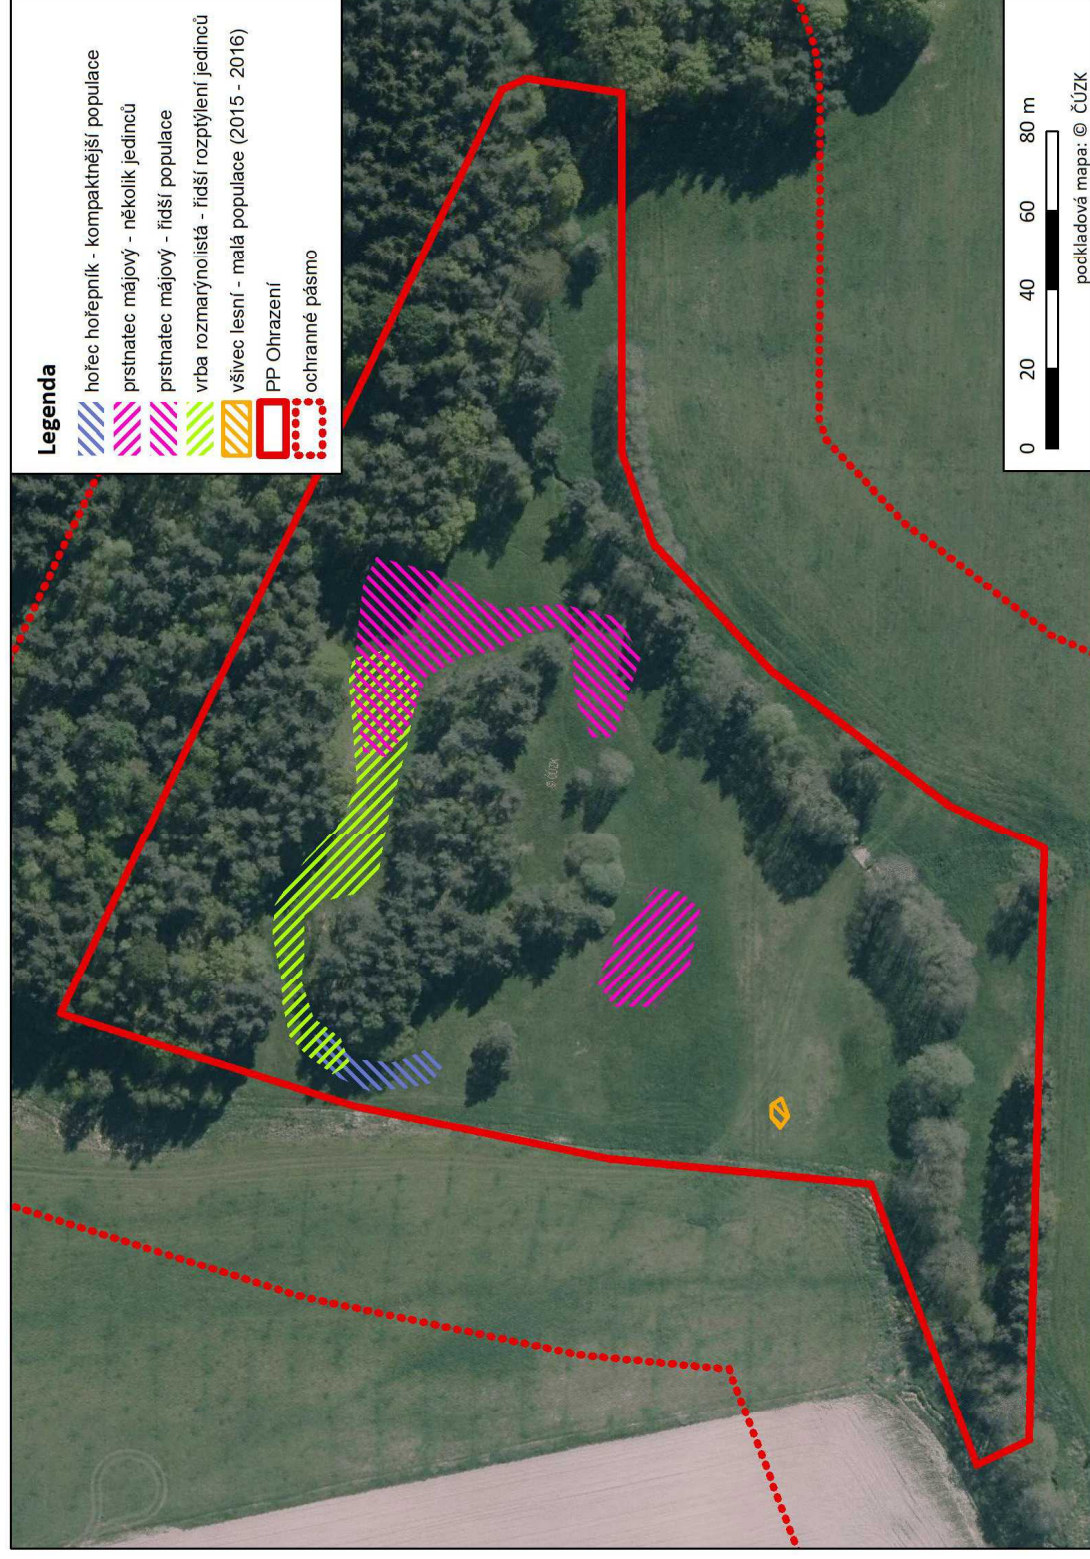 Legenda
hořec hořepník - kompaktnější populace
prstnatec májový - několik jedinců
prstnatec májový - řidší populace
vrba rozmarýnolistá - řidší rozptýlení jedinců
všivec lesní - malá populace (2015 - 2016)
PP Ohrazení
ochranné pásmo
© ČÚZK
0 20 40 60 80 m
podkladová mapa: © ČÚZK